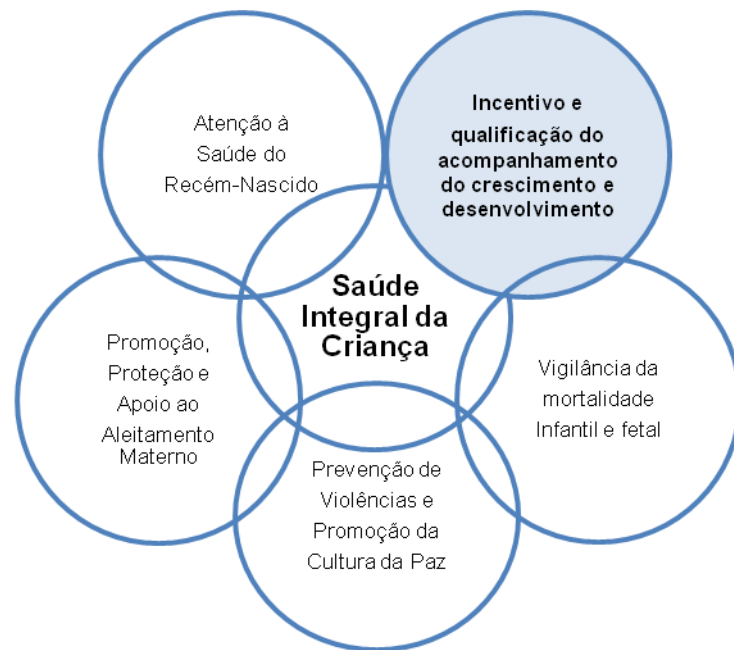 Atenção à
Saúde do
Recém-Nascido
Incentivo e
qualificação do
acompanhamento
do crescimento e
desenvolvimento
Saúde
Integral da
Criança
Promoção,
Proteção e
Apoio ao
Aleitamento
Materno
Vigilância da
mortalidade
Infantil e fetal
Prevenção de
Violências e
Promoção da
Cultura da Paz